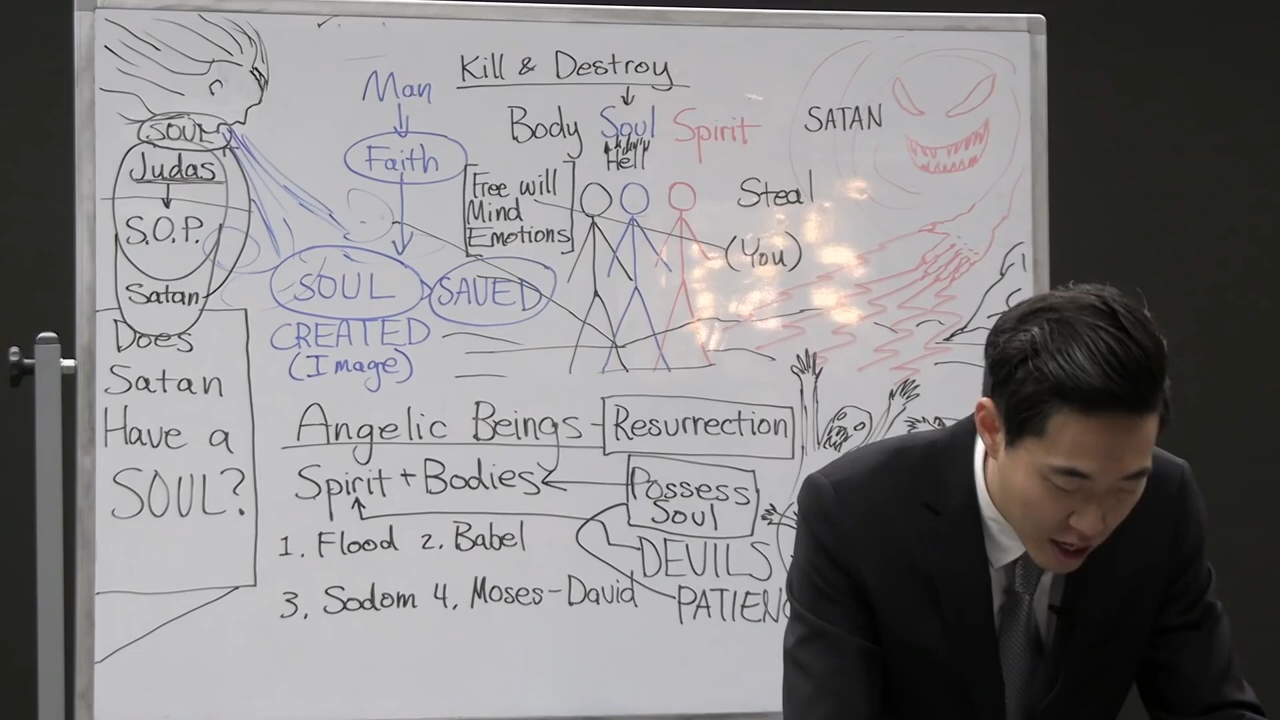 Kill & Destroy
Man
Body Soul Spirit
Hell
SATAN
SOUL
Faith
Judas
S.O.P.
Satan
[Free will
Mind
Emotions]
Steal
(You)
SOUL
SAVED
CREATED
(Image)
Does
Satan
Have a
SOUL?
Angelic Beings - Resurrection
Spirit + Bodies
Possess
Soul
1. Flood 2. Babel
DEVILS
3. Sodom 4. Moses - David
PATIEN